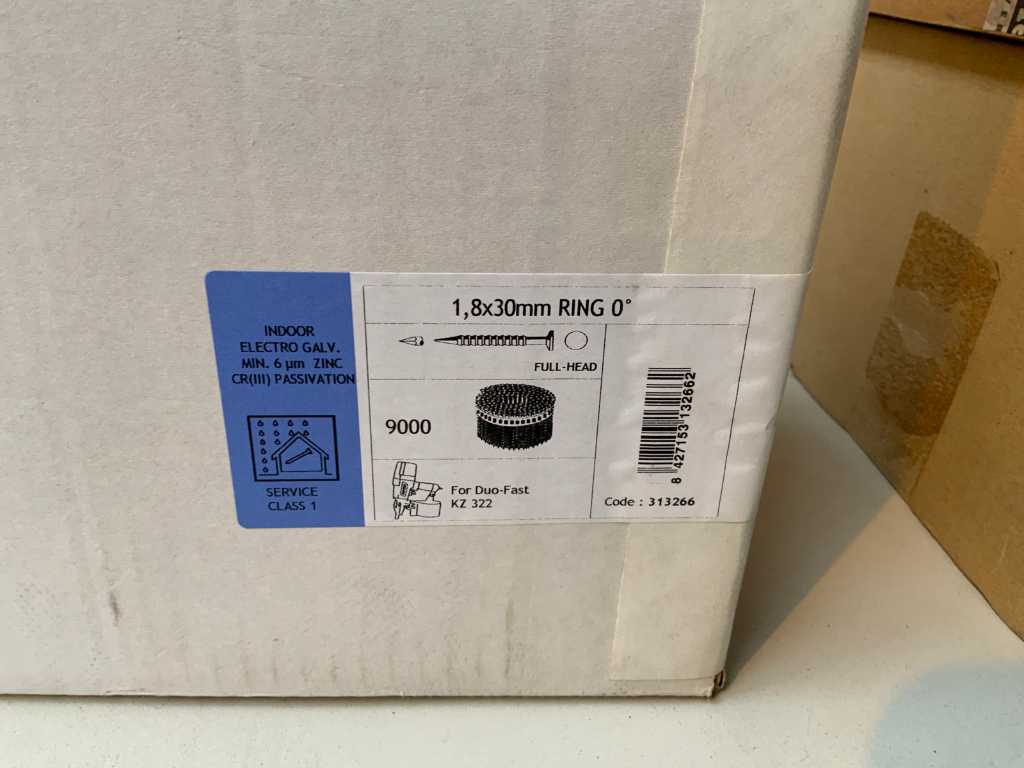 INDOOR
ELECTRO GALV.
MIN. 6 µm ZINC
CR(III) PASSIVATION
SERVICE
CLASS 1
1,8x30mm RING 0°
FULL-HEAD
9000
For Duo-Fast
KZ 322
8 427153 132662
Code : 313266